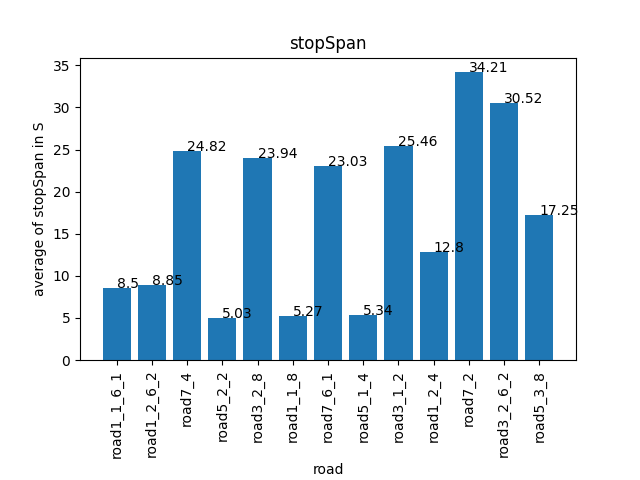 stopSpan
average of stopSpan in S
35
30
25
20
15
10
5
0
8.5
8.85
24.82
5.03
23.94
5.27
23.03
5.34
25.46
12.8
34.21
30.52
17.25
road1_1_6_1
road1_2_6_2
road7_4
road5_2_2
road3_2_8
road1_1_8
road7_6_1
road5_1_4
road3_1_2
road1_2_4
road7_2
road3_2_6_2
road5_3_8
road